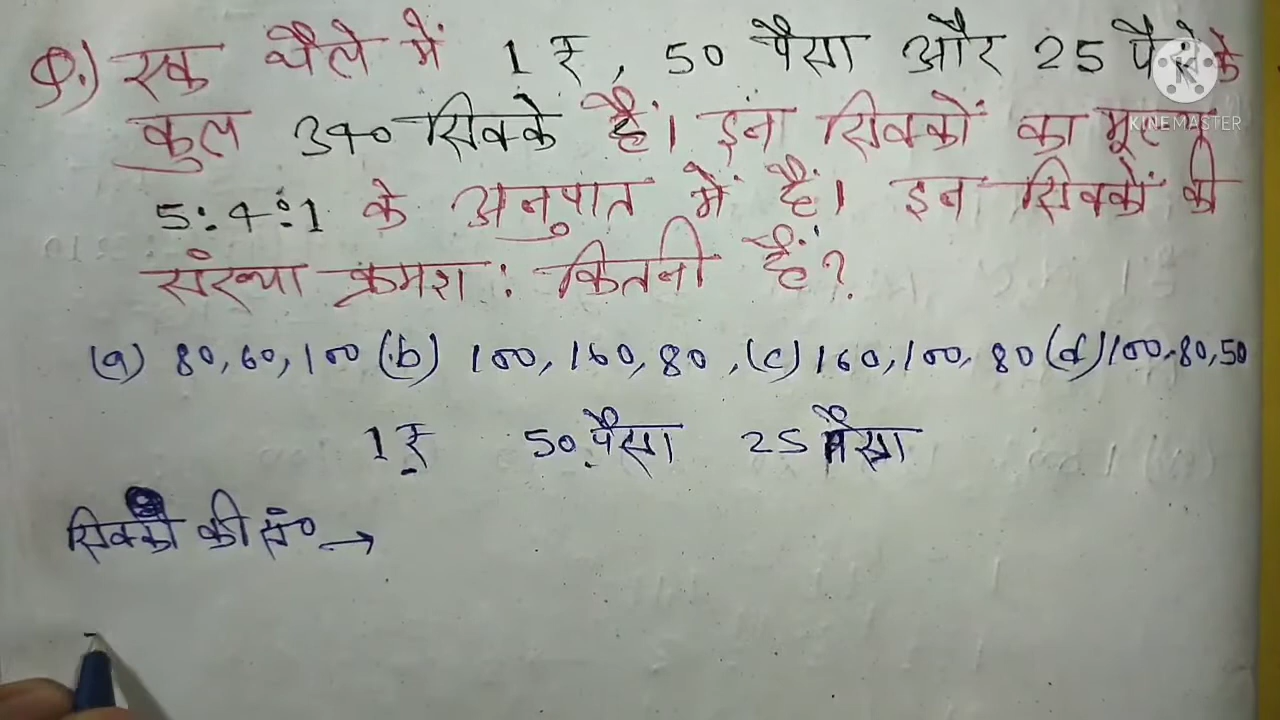 Q.) एक थैले में 1 ₹, 50 पैसा और 25 पैसे के
KINEMASTER
कुल 340 सिक्के हैं। इन सिक्कों का मूल्य
5:4:1 के अनुपात में हैं। इन सिक्कों की
संख्या क्रमश: कितनी हैं?
(a) 80, 60, 100 (b) 100, 160, 80, (c) 160, 100, 80 (d) 100, 80, 50
1 ₹ 50 पैसा 25 पैसा
सिक्कों की सं० →